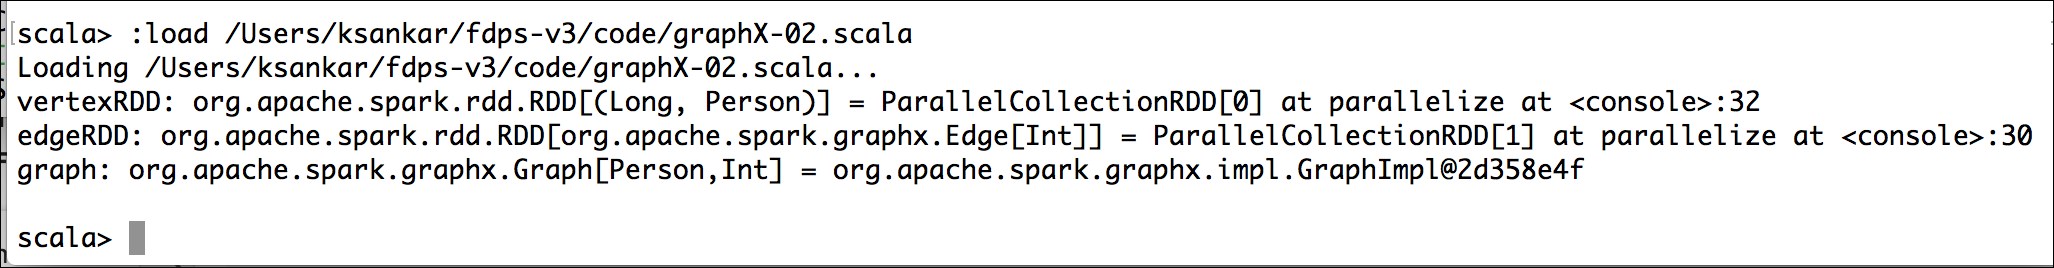 scala> :load /Users/ksankar/fdps-v3/code/graphX-02.scala
Loading /Users/ksankar/fdps-v3/code/graphX-02.scala...
vertexRDD: org.apache.spark.rdd.RDD[(Long, Person)] = ParallelCollectionRDD[0] at parallelize at <console>:32
edgeRDD: org.apache.spark.rdd.RDD[org.apache.spark.graphx.Edge[Int]] = ParallelCollectionRDD[1] at parallelize at <console>:30
graph: org.apache.spark.graphx.Graph[Person,Int] = org.apache.spark.graphx.impl.GraphImpl@2d358e4f
scala>